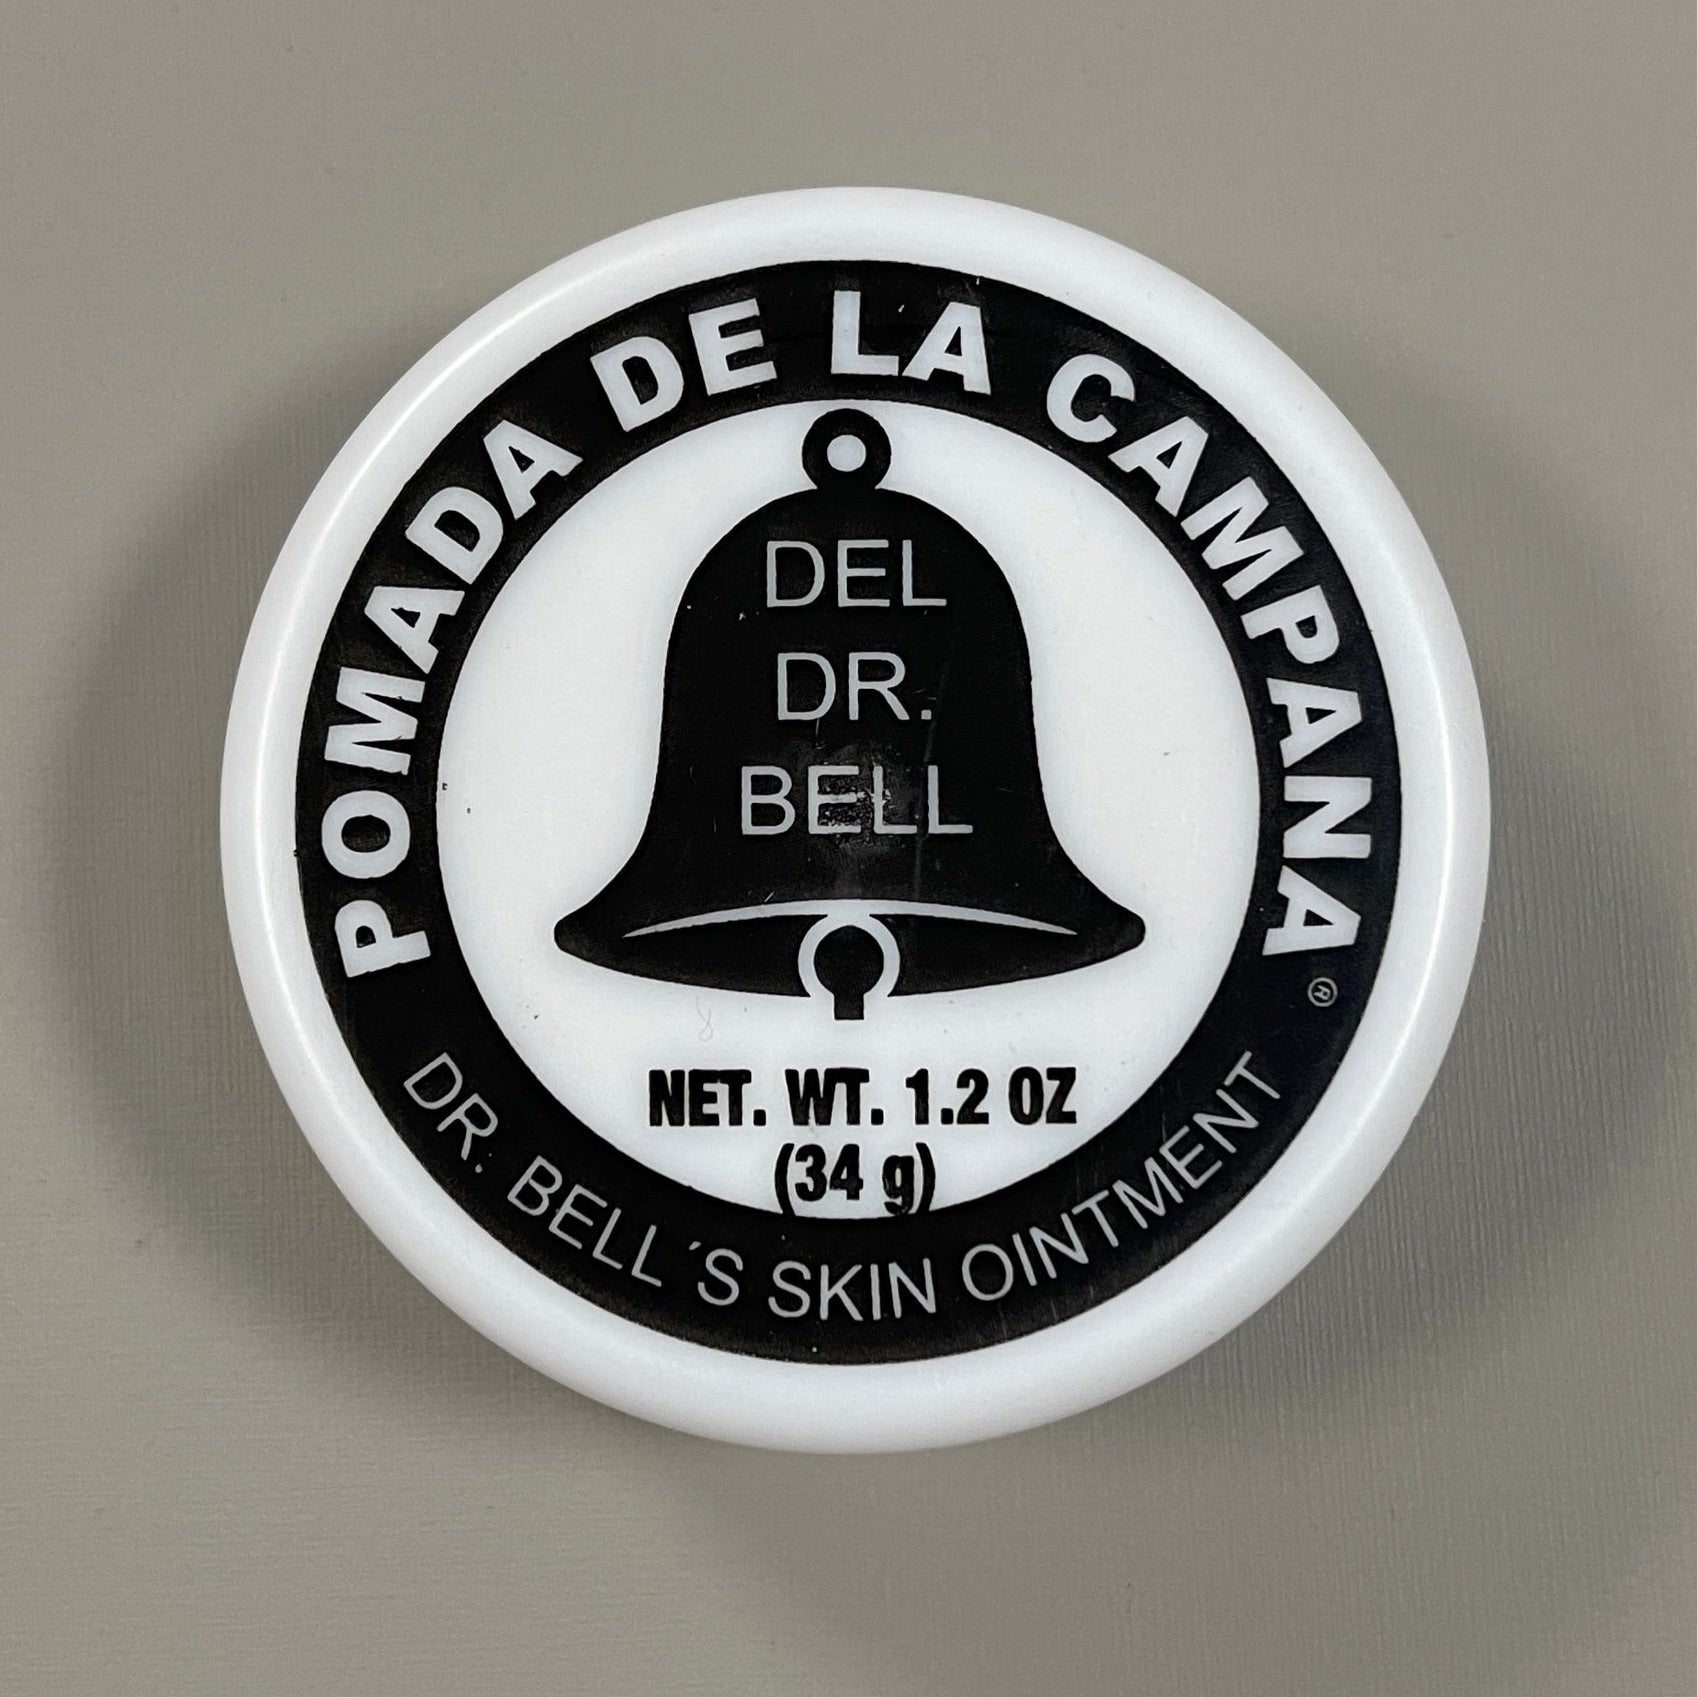 POMADA DE LA CAMPANA ®
DEL
DR.
BELL
NET. WT. 1.2 OZ
(34 g)
DR. BELL´S SKIN OINTMENT